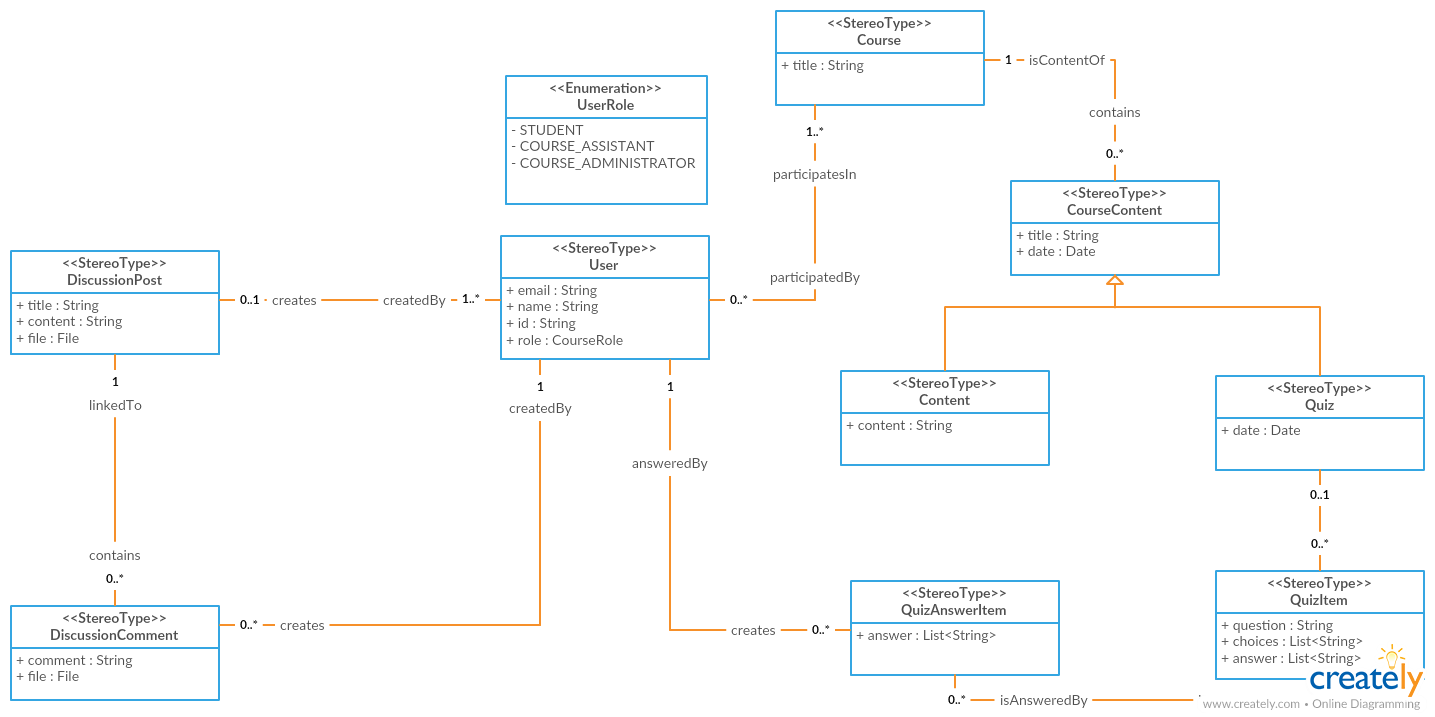 <<StereoType>>
Course
+ title : String
1
isContentOf
contains
0..*
1..*
participatesIn
participatedBy
0..*
<<Enumeration>>
UserRole
- STUDENT
- COURSE_ASSISTANT
- COURSE_ADMINISTRATOR
<<StereoType>>
CourseContent
+ title : String
+ date : Date
<<StereoType>>
DiscussionPost
+ title : String
+ content : String
+ file : File
0..1
creates
createdBy
1..*
<<StereoType>>
User
+ email : String
+ name : String
+ id : String
+ role : CourseRole
1
linkedTo
contains
0..*
1
createdBy
1
answeredBy
<<StereoType>>
Content
+ content : String
<<StereoType>>
Quiz
+ date : Date
0..1
0..*
<<StereoType>>
DiscussionComment
+ comment : String
+ file : File
0..*
creates
creates
0..*
<<StereoType>>
QuizAnswerItem
+ answer : List<String>
0..*
isAnsweredBy
<<StereoType>>
QuizItem
+ question : String
+ choices : List<String>
+ answer : List<String>
creately
www.creately.com • Online Diagramming